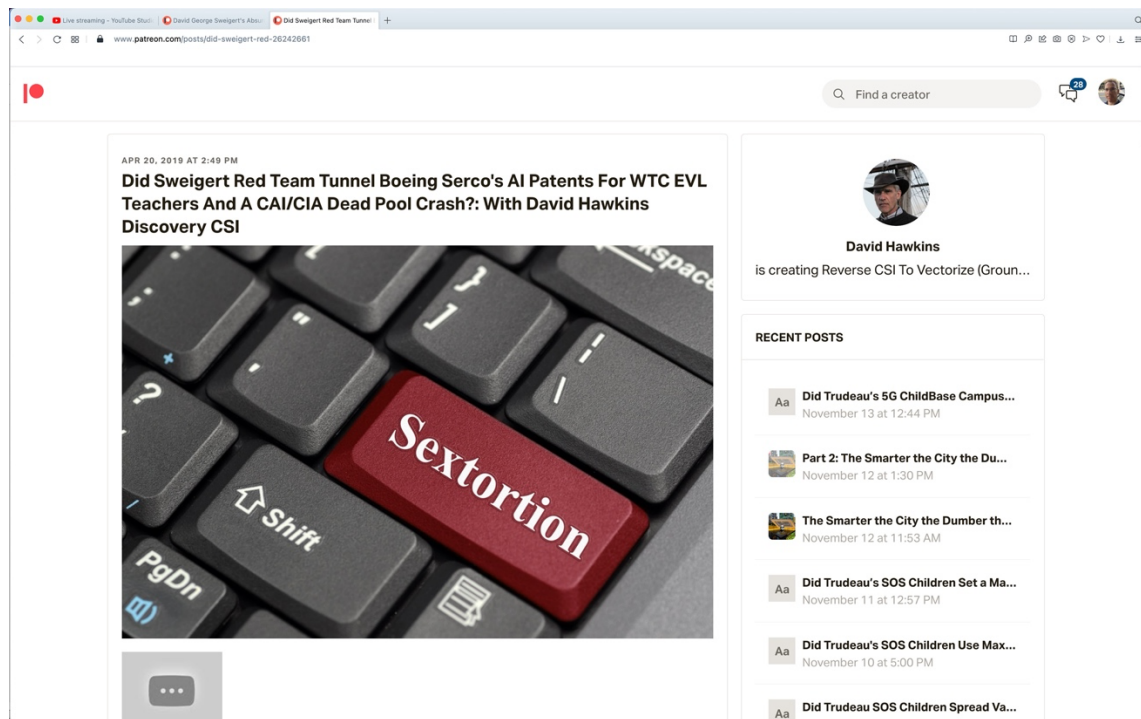 Live streaming - YouTube Studi
David George Sweigert's Absu
Did Sweigert Red Team Tunnel
www.patreon.com/posts/did-sweigert-red-26242661
Find a creator
28
APR 20, 2019 AT 2:49 PM
Did Sweigert Red Team Tunnel Boeing Serco's AI Patents For WTC EVL
Teachers And A CAI/CIA Dead Pool Crash?: With David Hawkins
Discovery CSI
kspace
Sextortion
Shift
PgDn
David Hawkins
is creating Reverse CSI To Vectorize (Groun...
RECENT POSTS
Aa
Did Trudeau's 5G ChildBase Campus...
November 13 at 12:44 PM
Part 2: The Smarter the City the Du...
November 12 at 1:30 PM
The Smarter the City the Dumber th...
November 12 at 11:53 AM
Aa
Did Trudeau's SOS Children Set a Ma...
November 11 at 12:57 PM
Aa
Did Trudeau's SOS Children Use Max...
November 10 at 5:00 PM
Aa
Did Trudeau SOS Children Spread Va...